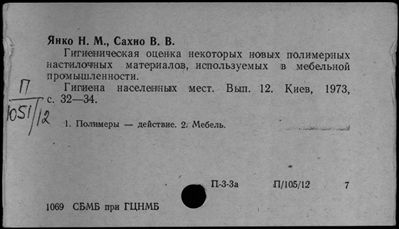 Янко Н. М., Сахно В. В.
Гигиеническая оценка некоторых новых полимерных
настилочных материалов, используемых в мебельной
промышленности.
Гигиена населенных мест. Вып. 12. Киев, 1973,
с. 32—34.
П
1051/12
1. Полимеры — действие. 2. Мебель.
П-3-3а П/105/12 7
1069 СБМБ при ГЦНМБ